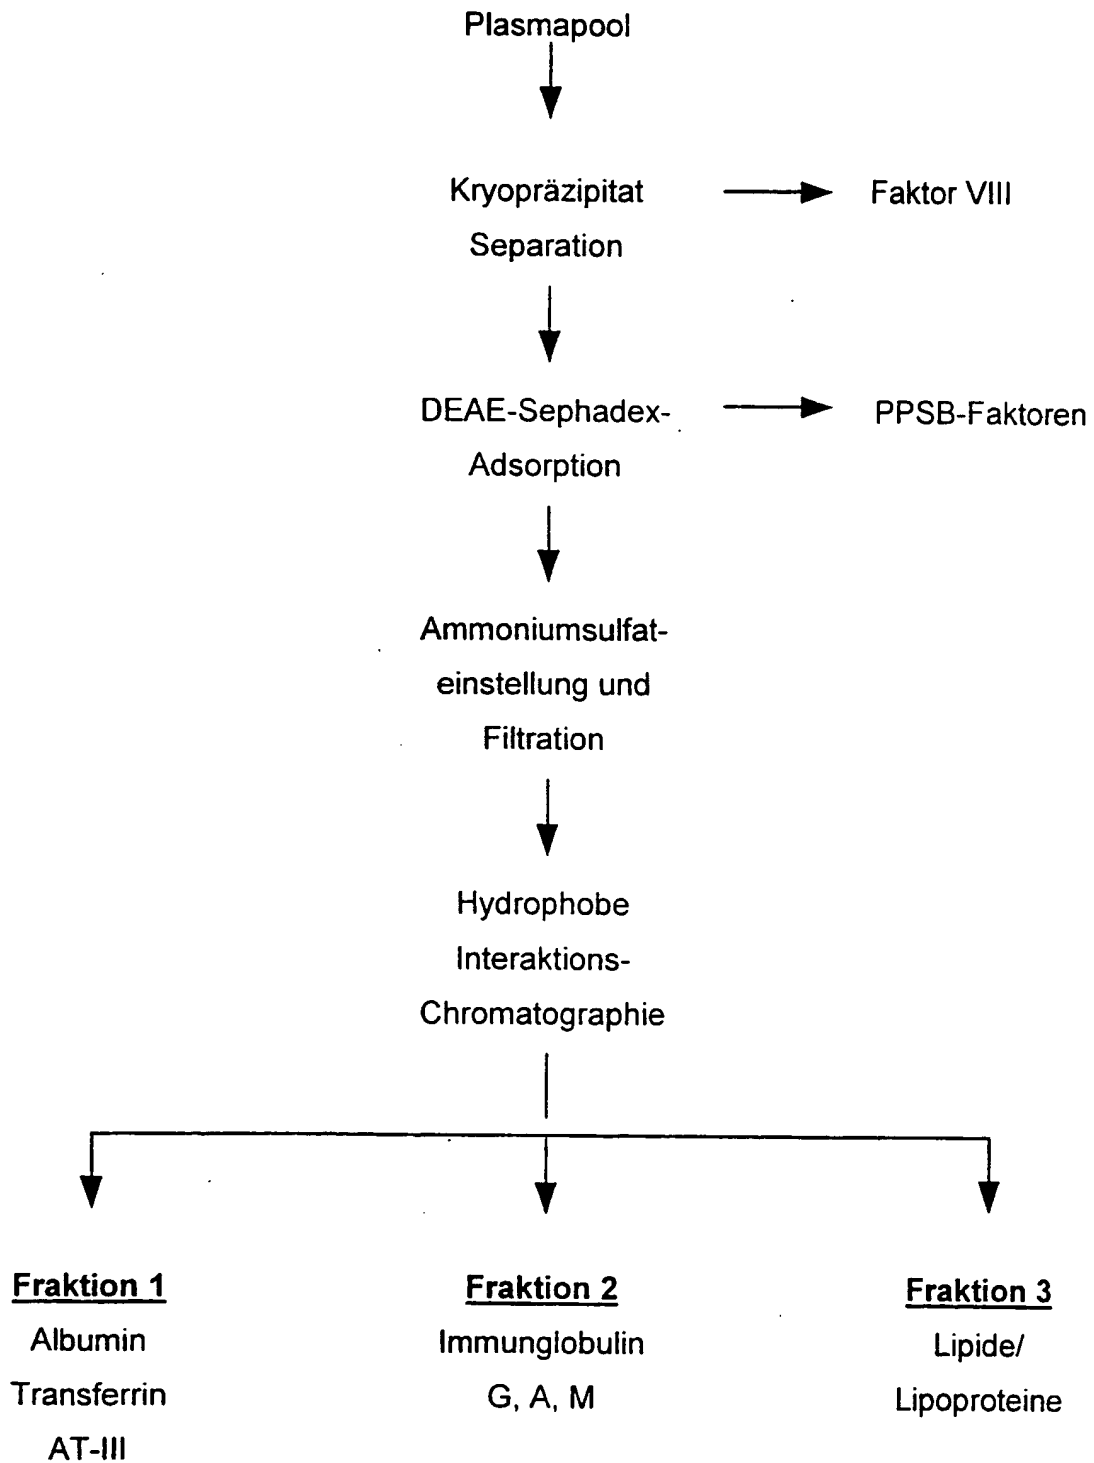 Plasmapool
Kryopräzipitat
Separation
Faktor VIII
DEAE-Sephadex-
Adsorption
PPSB-Faktoren
Ammoniumsulfat-
einstellung und
Filtration
Hydrophobe
Interaktions-
Chromatographie
Fraktion 1
Albumin
Transferrin
AT-III
Fraktion 2
Immunglobulin
G, A, M
Fraktion 3
Lipide/
Lipoproteine